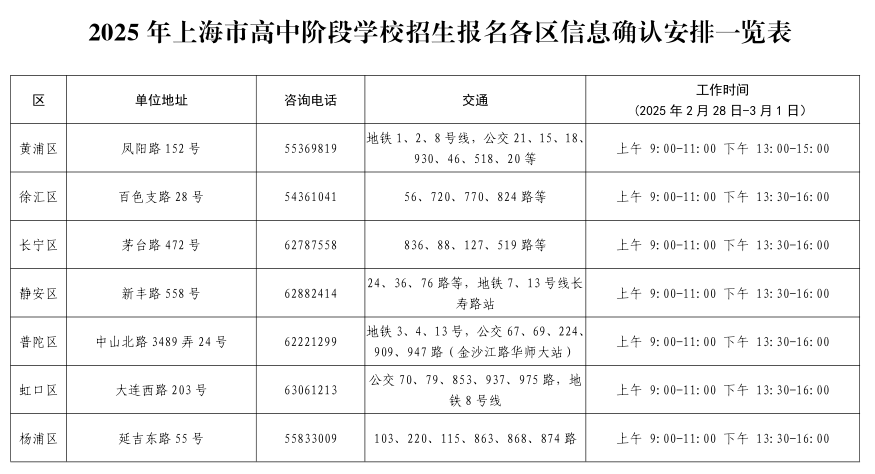 2025 年上海市高中阶段学校招生报名各区信息确认安排一览表
区 单位地址 咨询电话 交通 工作时间
(2025 年 2 月 28 日-3 月 1 日)
黄浦区 凤阳路 152 号 55369819 地铁 1、2、8 号线，公交 21、15、18、
930、46、518、20 等 上午 9:00-11:00 下午 13:00-15:00
徐汇区 百色支路 28 号 54361041 56、720、770、824 路等 上午 9:00-11:00 下午 13:30-16:00
长宁区 茅台路 472 号 62787558 836、88、127、519 路等 上午 9:00-11:00 下午 13:30-16:00
静安区 新丰路 558 号 62882414 24、36、76 路等，地铁 7、13 号线长
寿路站 上午 9:00-11:00 下午 13:30-16:00
普陀区 中山北路 3489 弄 24 号 62221299 地铁 3、4、13 号，公交 67、69、224、
909、947 路（金沙江路华师大站） 上午 9:00-11:00 下午 13:30-16:00
虹口区 大连西路 203 号 63061213 公交 70、79、853、937、975 路，地
铁 8 号线 上午 9:00-11:00 下午 13:30-16:00
杨浦区 延吉东路 55 号 55833009 103、220、115、863、868、874 路 上午 9:00-11:00 下午 13:30-16:00